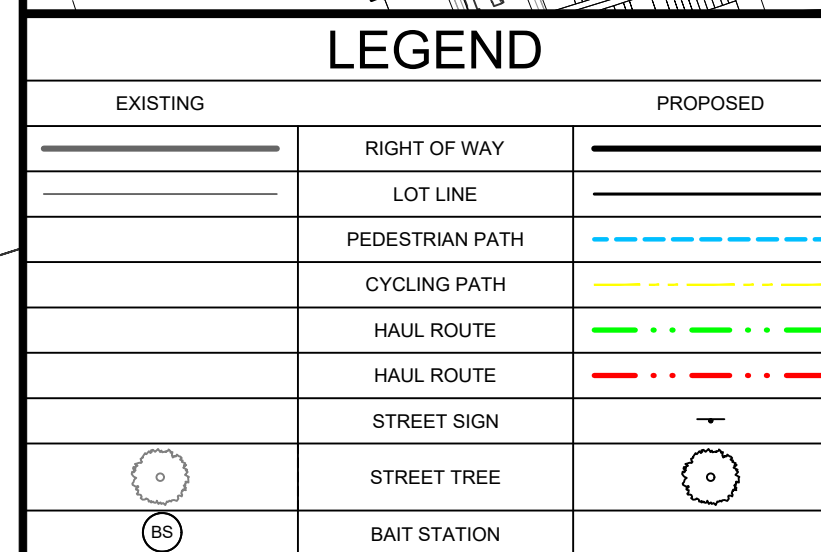 LEGEND
EXISTING PROPOSED
RIGHT OF WAY
LOT LINE
PEDESTRIAN PATH
CYCLING PATH
HAUL ROUTE
HAUL ROUTE
STREET SIGN
STREET TREE
BS BAIT STATION